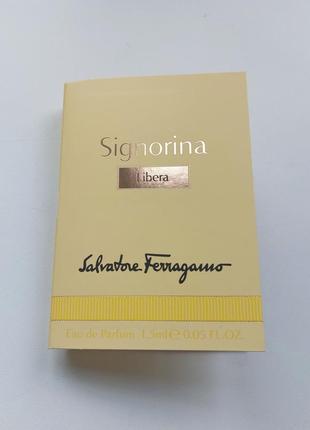 Signorina
Libera
Salvatore Ferragamo
Eau de Parfum 1.5ml ℮ 0.05 FL.OZ.